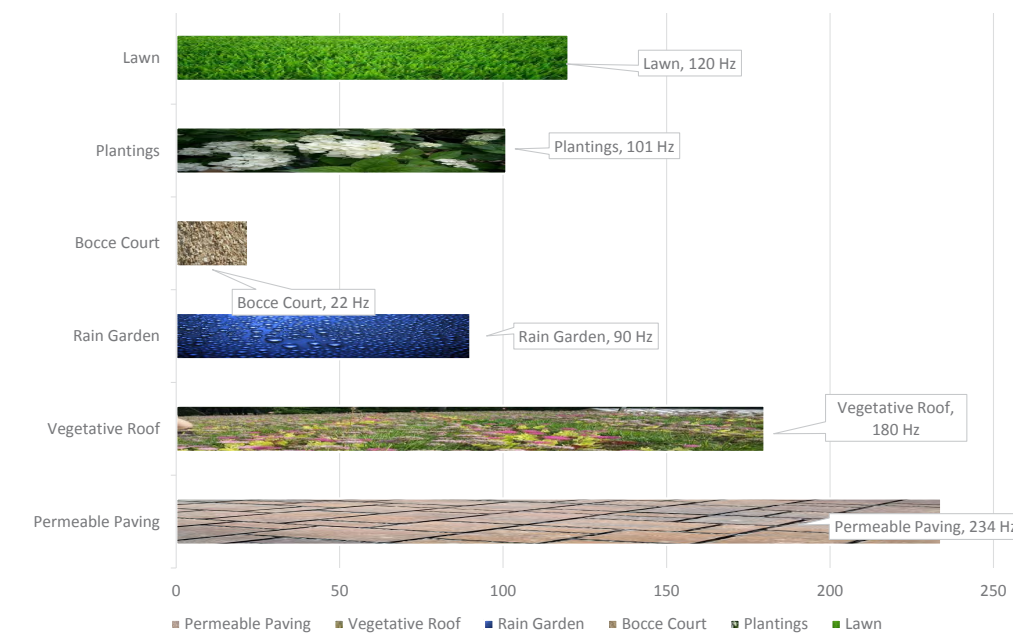 Lawn
Lawn, 120 Hz
Plantings
Plantings, 101 Hz
Bocce Court
Bocce Court, 22 Hz
Rain Garden
Rain Garden, 90 Hz
Vegetative Roof
Vegetative Roof,
180 Hz
Permeable Paving
Permeable Paving, 234 Hz
0 50 100 150 200 250
Permeable Paving Vegetative Roof Rain Garden Bocce Court Plantings Lawn